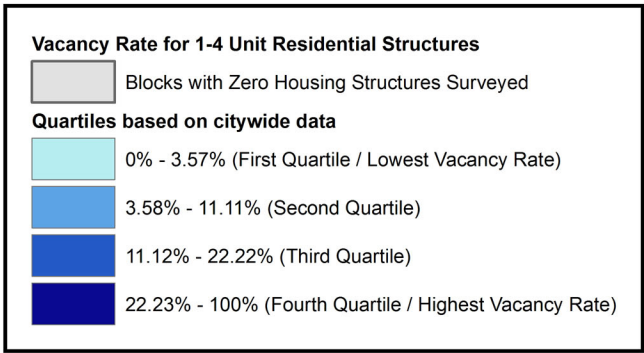 Vacancy Rate for 1-4 Unit Residential Structures
Blocks with Zero Housing Structures Surveyed
Quartiles based on citywide data
0% - 3.57% (First Quartile / Lowest Vacancy Rate)
3.58% - 11.11% (Second Quartile)
11.12% - 22.22% (Third Quartile)
22.23% - 100% (Fourth Quartile / Highest Vacancy Rate)